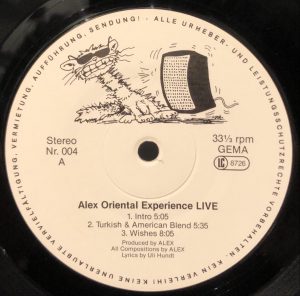 ALLE URHEBER- UND LEISTUNGSSCHUTZRECHTE VORBEHALTEN. KEIN VERLEIH! KEINE UNERLAUBTE VERVIELFÄLTIGUNG, VERMIETUNG, AUFFÜHRUNG, SENDUNG! -
Stereo
Nr. 004
A
33⅓ rpm
GEMA
LC 8726
Alex Oriental Experience LIVE
1. Intro 5:05
2. Turkish & American Blend 5:35
3. Wishes 8:05
Produced by ALEX
All Compositions by ALEX
Lyrics by Uli Hundt